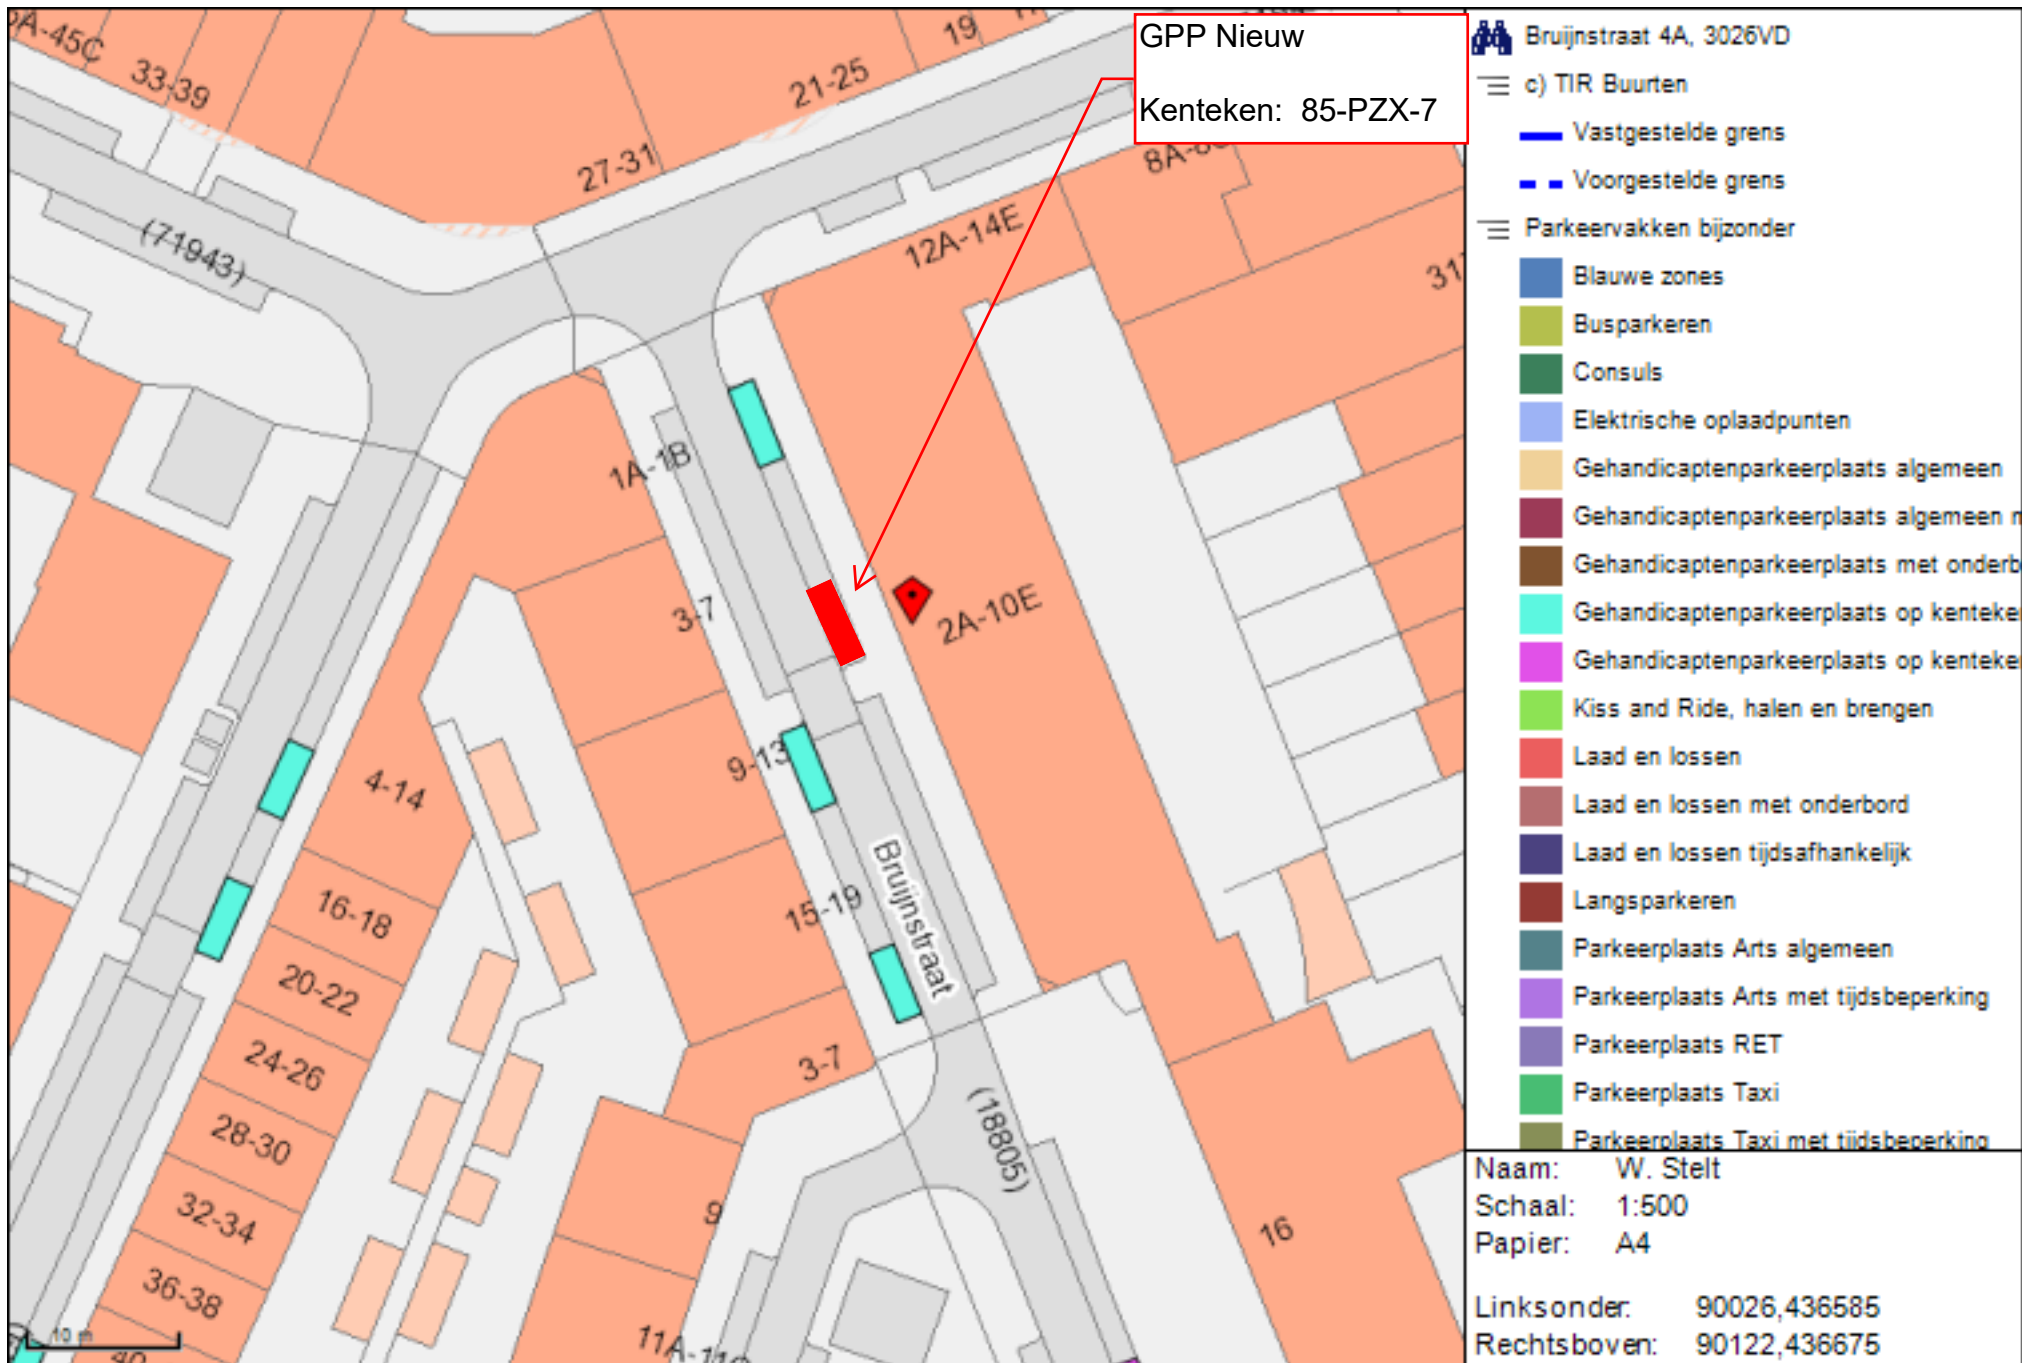 GPP Nieuw
Kenteken: 85-PZX-7
33-39
21-25
19
27-31
(71943)
12A-14E
1A-1B
3-7
2A-10E
9-13
4-14
Bruijnstraat
15-19
16-18
20-22
3-7
24-26
(18805)
28-30
9
32-34
16
36-38
10 m
Bruijnstraat 4A, 3026VD
c) TIR Buurten
Vastgestelde grens
Voorgestelde grens
Parkeervakken bijzonder
Blauwe zones
Busparkeren
Consuls
Elektrische oplaadpunten
Gehandicaptenparkeerplaats algemeen
Gehandicaptenparkeerplaats algemeen
Gehandicaptenparkeerplaats met onderb
Gehandicaptenparkeerplaats op kenteke
Gehandicaptenparkeerplaats op kenteke
Kiss and Ride, halen en brengen
Laad en lossen
Laad en lossen met onderbord
Laad en lossen tijdsafhankelijk
Langsparkeren
Parkeerplaats Arts algemeen
Parkeerplaats Arts met tijdsbeperking
Parkeerplaats RET
Parkeerplaats Taxi
Parkeerplaats Taxi met tijdsbeperking
Naam: W. Stelt
Schaal: 1:500
Papier: A4
Linksonder: 90026,436585
Rechtsboven: 90122,436675